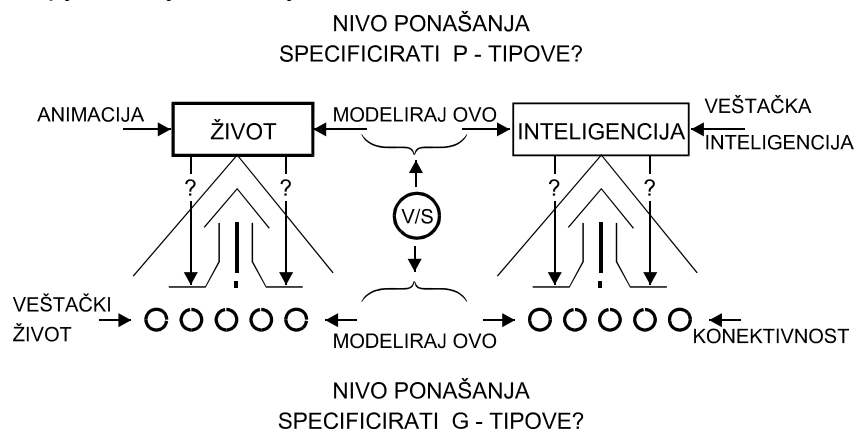 NIVO PONAŠANJA
SPECIFICIRATI P - TIPOVE?
ANIMACIJA
ŽIVOT
MODELIRAJ OVO
INTELIGENCIJA
VEŠTAČKA
INTELIGENCIJA
?
?
?
?
V/S
VEŠTAČKI
ŽIVOT
MODELIRAJ OVO
KONEKTIVNOST
NIVO PONAŠANJA
SPECIFICIRATI G - TIPOVE?